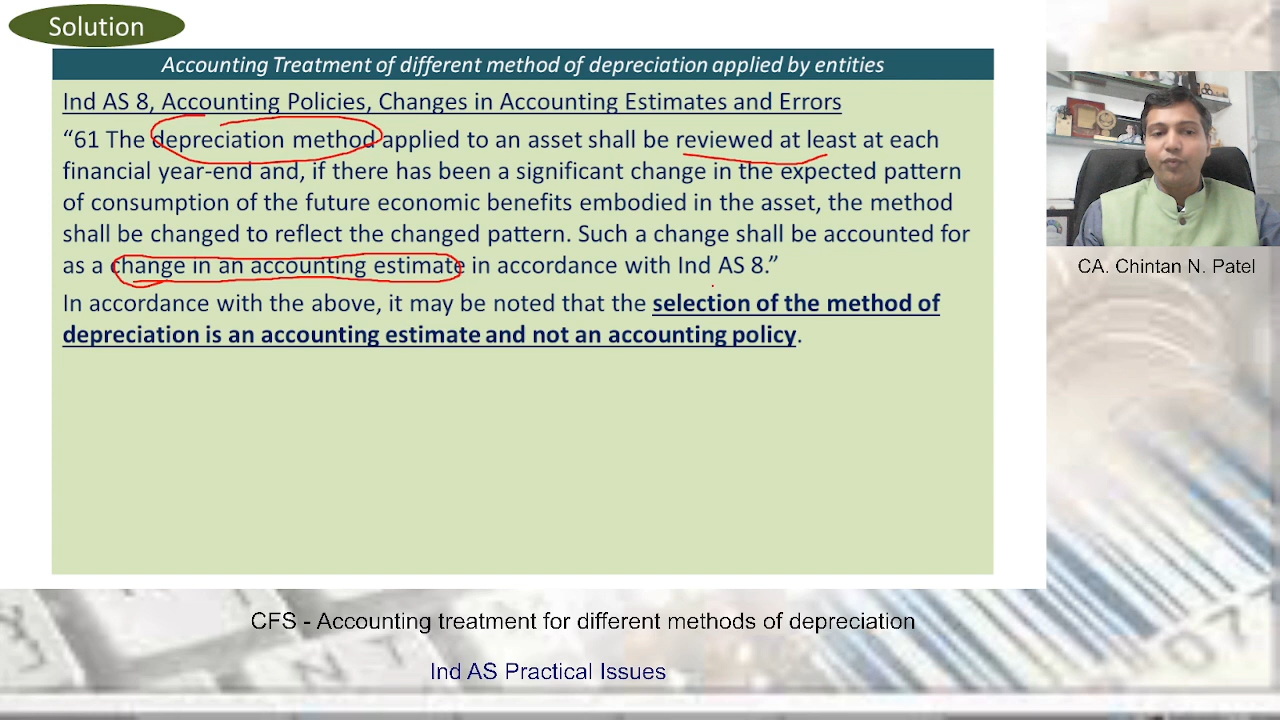 Solution
Accounting Treatment of different method of depreciation applied by entities
Ind AS 8, Accounting Policies, Changes in Accounting Estimates and Errors
“61 The depreciation method applied to an asset shall be reviewed at least at each
financial year-end and, if there has been a significant change in the expected pattern
of consumption of the future economic benefits embodied in the asset, the method
shall be changed to reflect the changed pattern. Such a change shall be accounted for
as a change in an accounting estimate in accordance with Ind AS 8.”
In accordance with the above, it may be noted that the selection of the method of
depreciation is an accounting estimate and not an accounting policy.
CA. Chintan N. Patel
CFS - Accounting treatment for different methods of depreciation
Ind AS Practical Issues